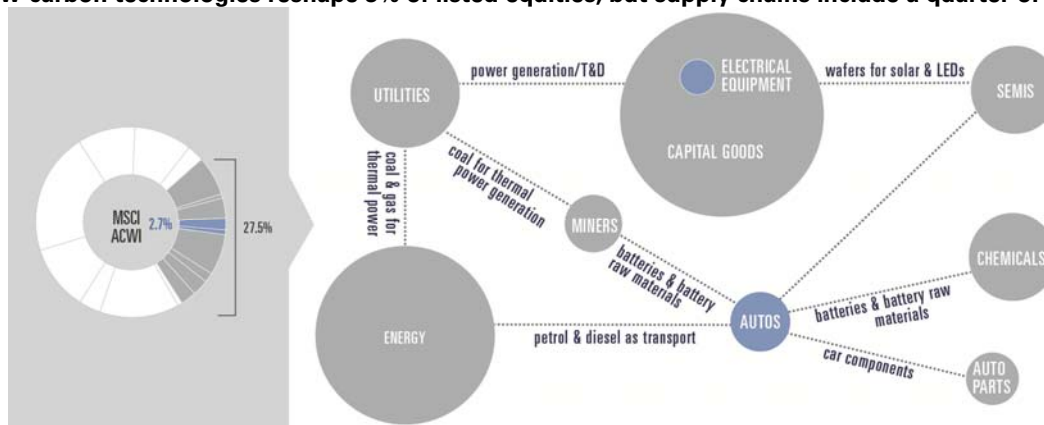 w-carbon technologies reshape 3% of listed equities, but supply chains include a quarter of
MSCI
ACWI
2.7%
27.5%
UTILITIES
power generation/T&D
ELECTRICAL
EQUIPMENT
CAPITAL GOODS
wafers for solar & LEDs
SEMIS
coal & gas for
thermal power
coal for thermal
power generation
MINERS
batteries & battery
raw materials
CHEMICALS
batteries & battery raw
materials
ENERGY
petrol & diesel as transport
AUTOS
car components
AUTO
PARTS